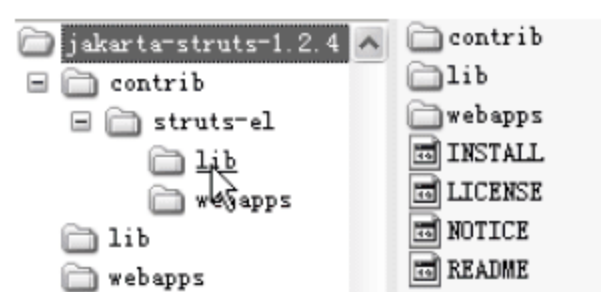 jakarta-struts-1.2.4
contrib
struts-el
lib
webapps
lib
webapps
contrib
lib
webapps
INSTALL
LICENSE
NOTICE
README